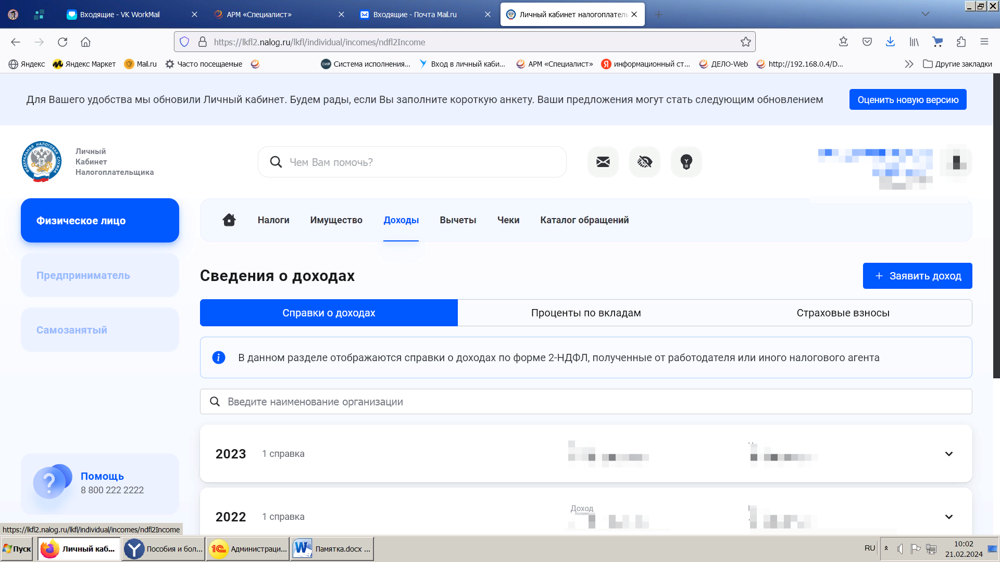 Входящие - VK WorkMail
АРМ «Специалист»
Входящие - Почта Mail.ru
Личный кабинет налогоплатель
https://lkfl2.nalog.ru/lkfl/individual/incomes/ndfl2Income
Яндекс
Яндекс Маркет
Mail.ru
Часто посещаемые
Система исполнения...
Вход в личный каби...
АРМ «Специалист»
информационный ст...
ДЕЛО-Web
http://192.168.0.4/D...
Другие закладки
Для Вашего удобства мы обновили Личный кабинет. Будем рады, если Вы заполните короткую анкету. Ваши предложения могут стать следующим обновлением
Оценить новую версию
ФЕДЕРАЛЬНАЯ НАЛОГОВАЯ СЛУЖБА
Личный
Кабинет
Налогоплательщика
Чем Вам помочь?
Физическое лицо
Предприниматель
Самозанятый
Налоги
Имущество
Доходы
Вычеты
Чеки
Каталог обращений
Сведения о доходах
+ Заявить доход
Справки о доходах
Проценты по вкладам
Страховые взносы
В данном разделе отображаются справки о доходах по форме 2-НДФЛ, полученные от работодателя или иного налогового агента
Введите наименование организации
2023
1 справка
2022
1 справка
Доход
?
Помощь
8 800 222 2222
https://lkfl2.nalog.ru/lkfl/individual/incomes/ndfl2Income
Пуск
Личный каб...
Пособия и бол...
Администраци...
Памятка.docx ...
RU
10:02
21.02.2024